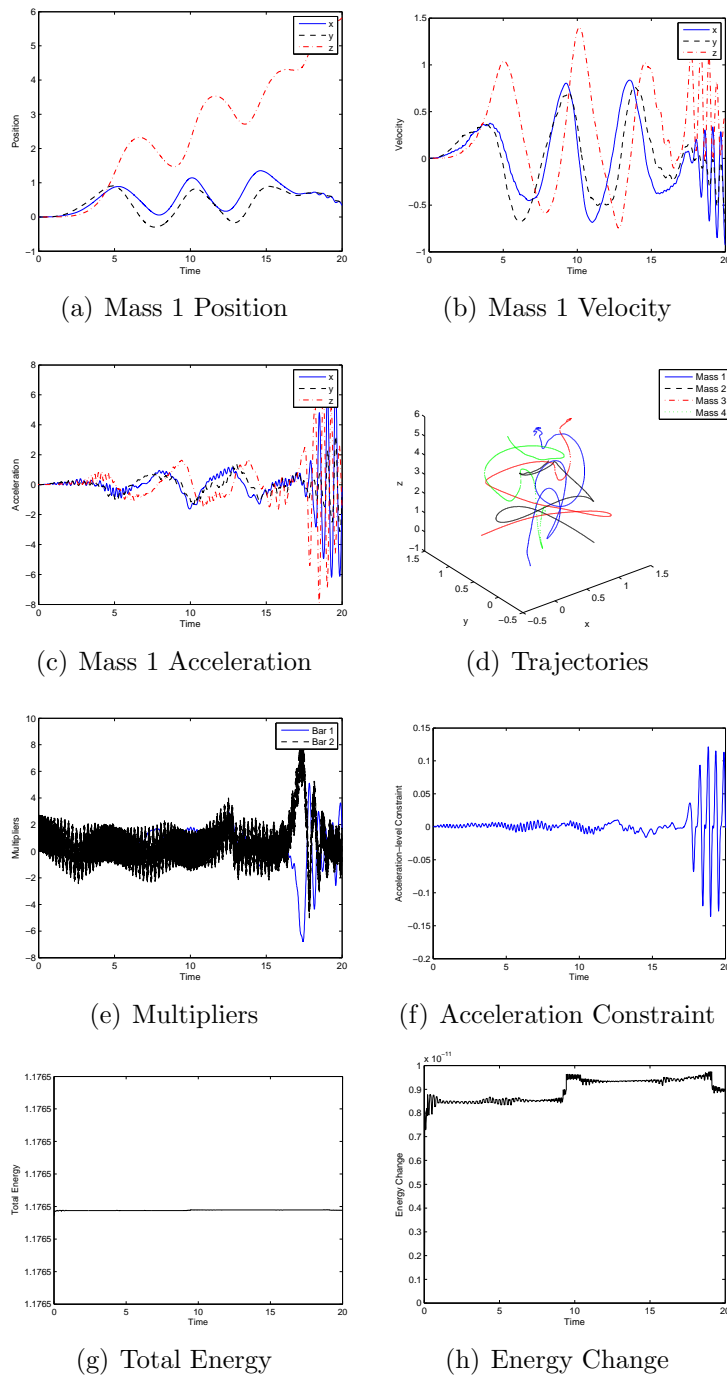 6
5
4
3
2
1
0
−1
Position
0 5 10 15 20
Time
x
y
z
(a) Mass 1 Position
1.5
1
0.5
0
−0.5
−1
Velocity
0 5 10 15 20
Time
x
y
z
(b) Mass 1 Velocity
8
6
4
2
0
−2
−4
−6
−8
Acceleration
0 5 10 15 20
Time
x
y
z
(c) Mass 1 Acceleration
Mass 1
Mass 2
Mass 3
Mass 4
6
5
4
3
2
1
0
−1
z
1.5
1
0.5
0
−0.5
y
−0.5
0
0.5
1
1.5
x
(d) Trajectories
10
8
6
4
2
0
−2
−4
−6
−8
Multipliers
0 5 10 15 20
Time
Bar 1
Bar 2
(e) Multipliers
0.15
0.1
0.05
0
−0.05
−0.1
−0.15
−0.2
Acceleration−level Constraint
0 5 10 15 20
Time
(f) Acceleration Constraint
1.1765
1.1765
1.1765
1.1765
1.1765
1.1765
1.1765
1.1765
Total Energy
0 5 10 15 20
Time
(g) Total Energy
x 10−11
1
0.9
0.8
0.7
0.6
0.5
0.4
0.3
0.2
0.1
0
Energy Change
0 5 10 15 20
Time
(h) Energy Change